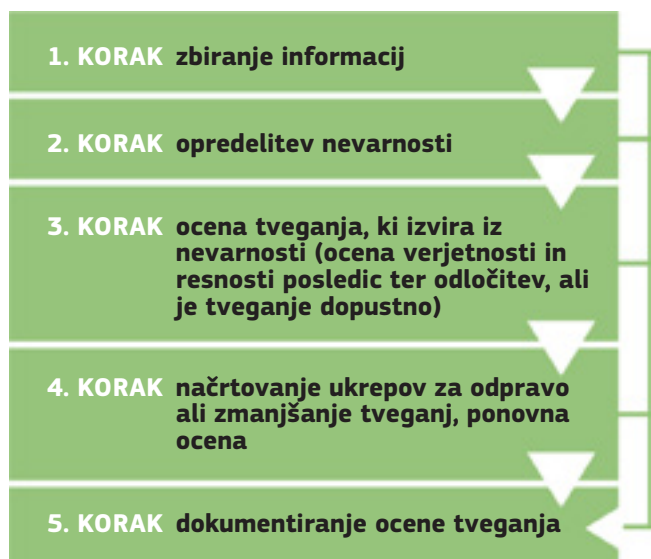 1. KORAK zbiranje informacij
2. KORAK opredelitev nevarnosti
3. KORAK ocena tveganja, ki izvira iz
nevarnosti (ocena verjetnosti in
resnosti posledic ter odločitev, ali
je tveganje dopustno)
4. KORAK načrtovanje ukrepov za odpravo
ali zmanjšanje tveganj, ponovna
ocena
5. KORAK dokumentiranje ocene tveganja